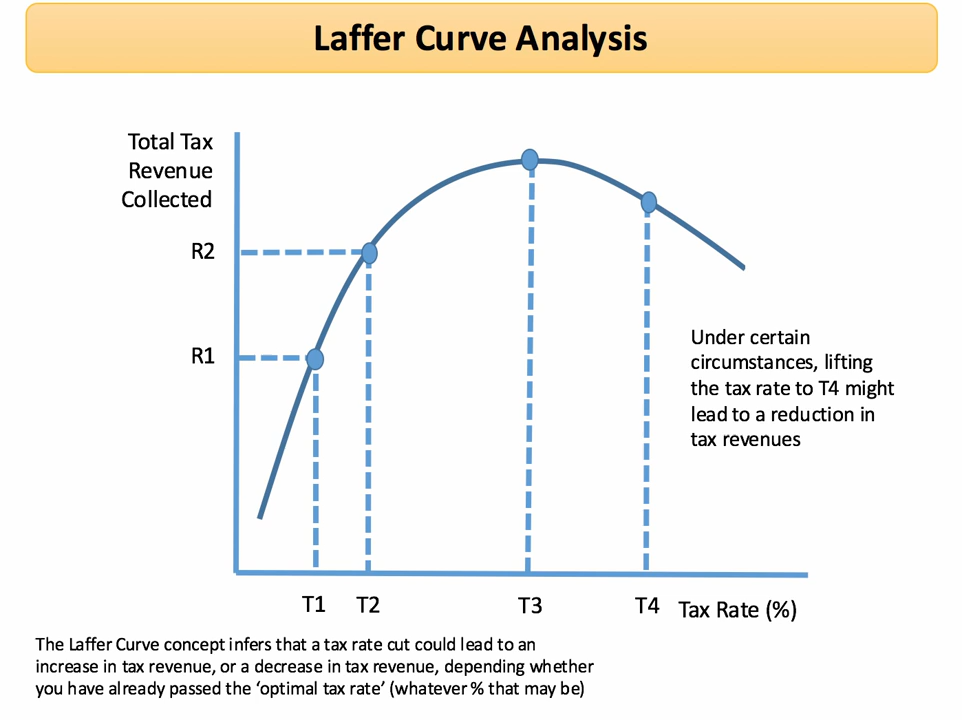 Laffer Curve Analysis
Total Tax
Revenue
Collected
R2
R1
Under certain
circumstances, lifting
the tax rate to T4 might
lead to a reduction in
tax revenues
T1 T2 T3 T4 Tax Rate (%)
The Laffer Curve concept infers that a tax rate cut could lead to an
increase in tax revenue, or a decrease in tax revenue, depending whether
you have already passed the ‘optimal tax rate’ (whatever % that may be)